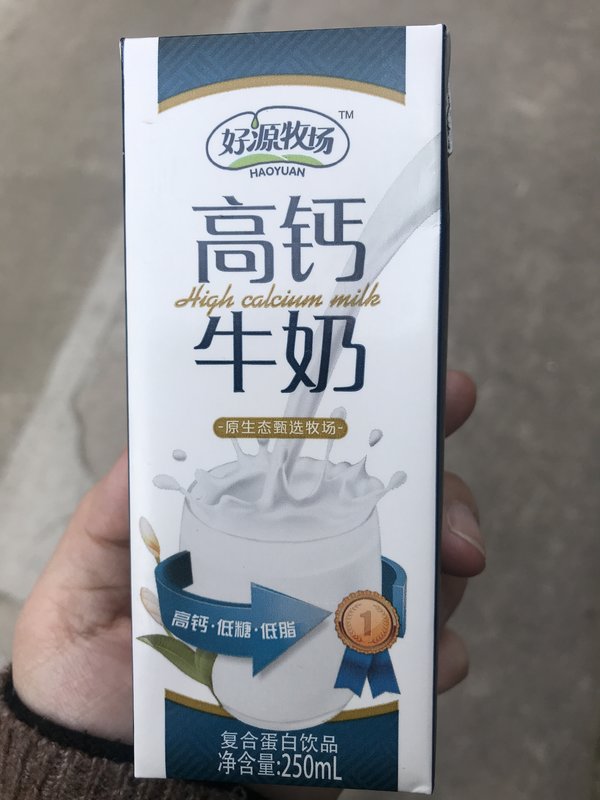 好源牧场 TM
HAOYUAN
高钙
High calcium milk
牛奶
-原生态甄选牧场-
高钙·低糖·低脂
1
复合蛋白饮品
净含量:250mL